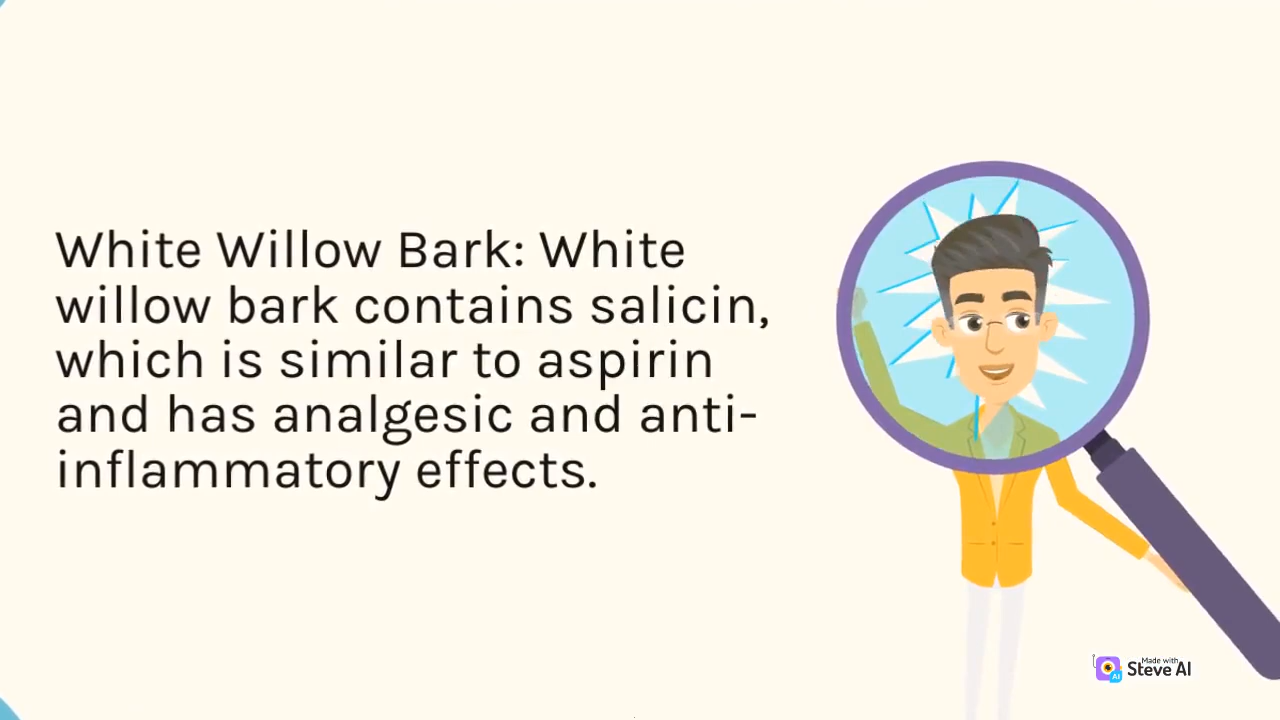 White Willow Bark: White
willow bark contains salicin,
which is similar to aspirin
and has analgesic and anti-
inflammatory effects.
Made with
Steve AI
AI